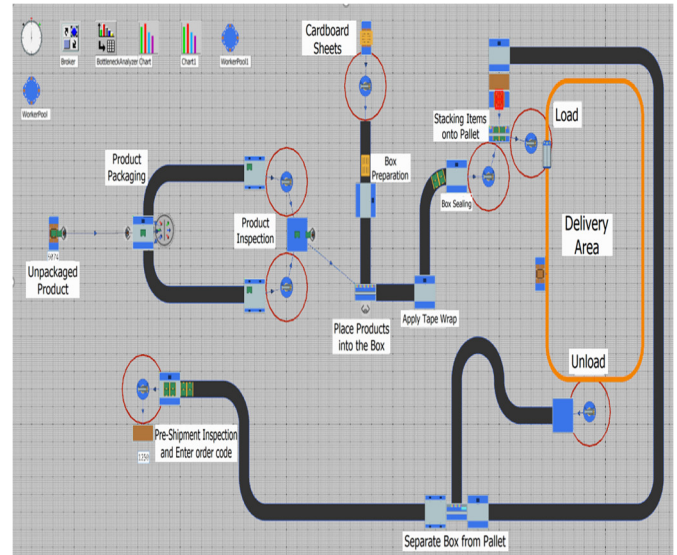 Broker
BottleneckAnalyzer
Chart
Chart1
WorkerPool1
WorkerPool
Cardboard
Sheets
Product
Packaging
Box
Preparation
Stacking Items
onto Pallet
Load
Box Sealing
Product
Inspection
Delivery
Area
Unpackaged
Product
Place Products
into the Box
Apply Tape Wrap
Unload
Pre-Shipment Inspection
and Enter order code
Separate Box from Pallet